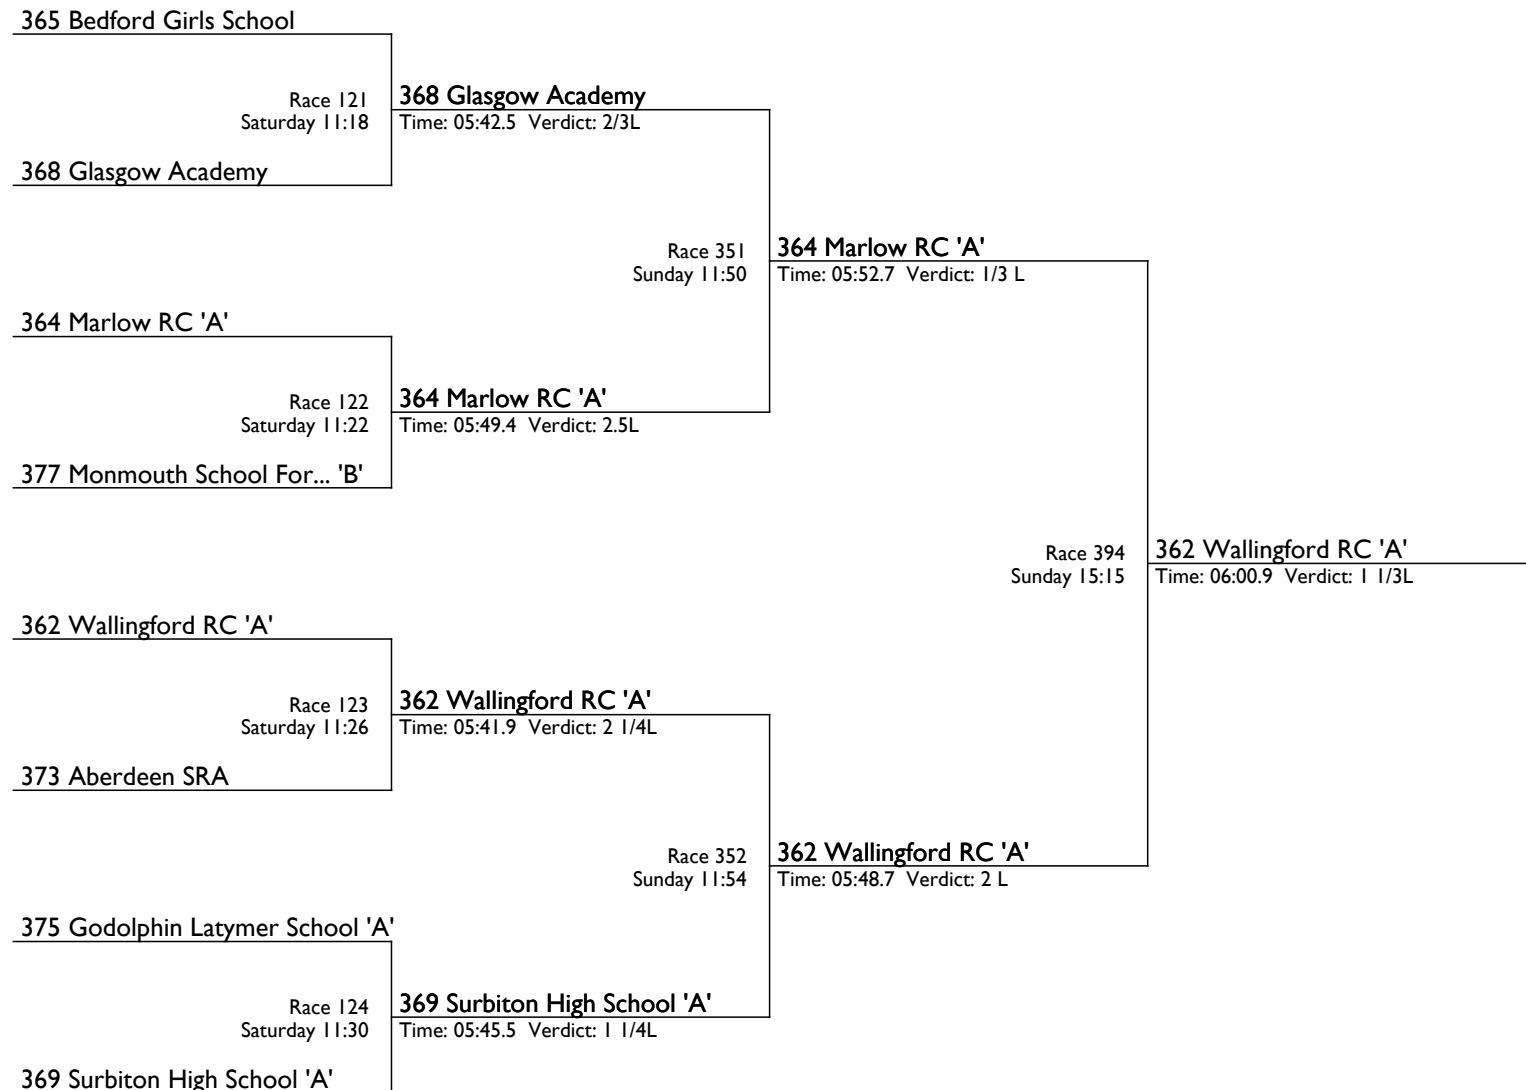 365 Bedford Girls School
Race 121
Saturday 11:18
368 Glasgow Academy
Time: 05:42.5 Verdict: 2/3L
368 Glasgow Academy
Race 351
Sunday 11:50
364 Marlow RC 'A'
Time: 05:52.7 Verdict: 1/3 L
364 Marlow RC 'A'
Race 122
Saturday 11:22
364 Marlow RC 'A'
Time: 05:49.4 Verdict: 2.5L
377 Monmouth School For... 'B'
Race 394
Sunday 15:15
362 Wallingford RC 'A'
Time: 06:00.9 Verdict: 1 1/3L
362 Wallingford RC 'A'
Race 123
Saturday 11:26
362 Wallingford RC 'A'
Time: 05:41.9 Verdict: 2 1/4L
373 Aberdeen SRA
Race 352
Sunday 11:54
362 Wallingford RC 'A'
Time: 05:48.7 Verdict: 2 L
375 Godolphin Latymer School 'A'
Race 124
Saturday 11:30
369 Surbiton High School 'A'
Time: 05:45.5 Verdict: 1 1/4L
369 Surbiton High School 'A'